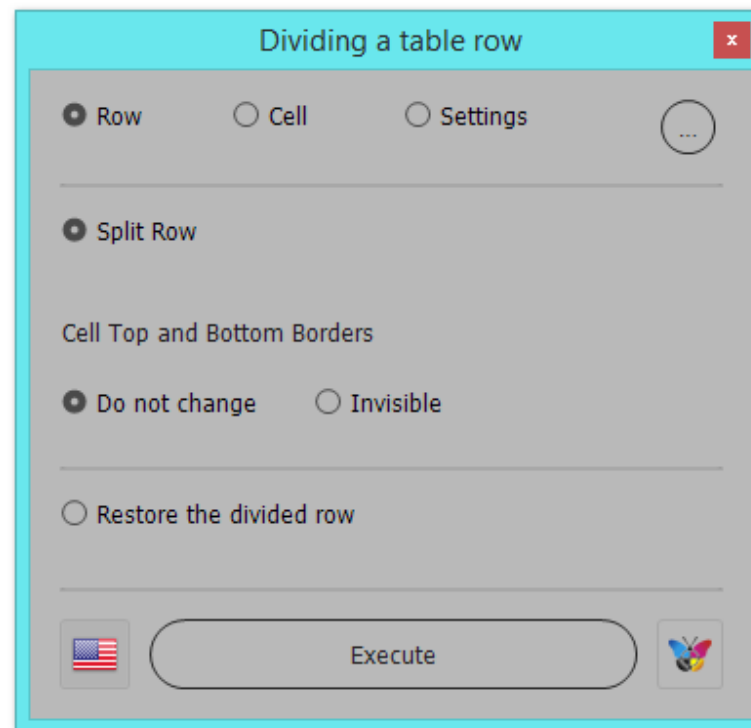 Dividing a table row
x
Row Cell Settings
...
Split Row
Cell Top and Bottom Borders
Do not change Invisible
Restore the divided row
Execute